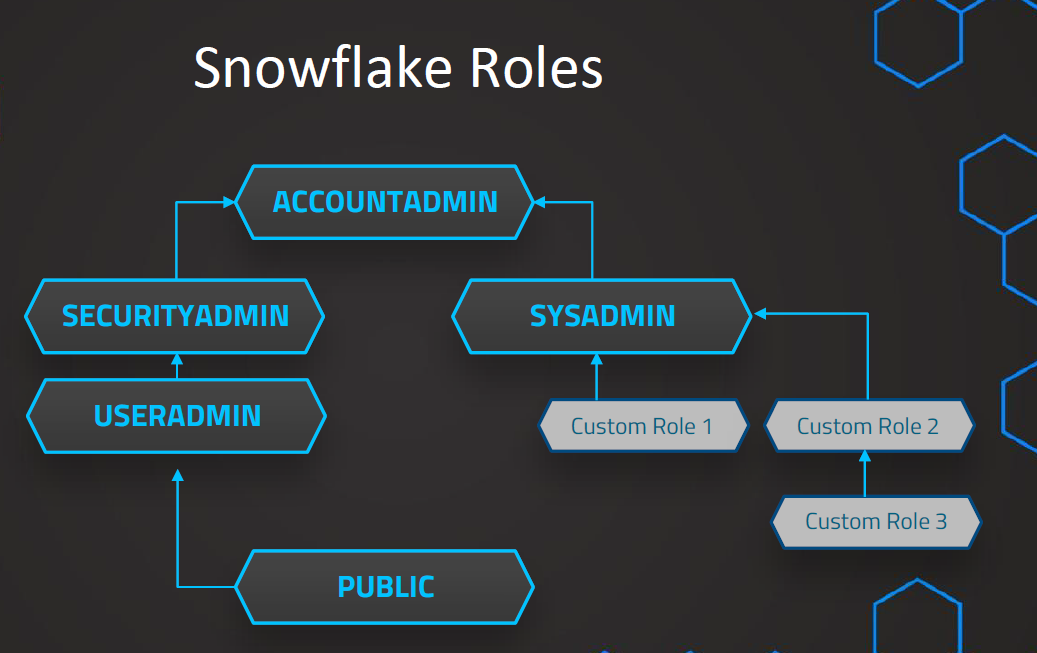 Snowflake Roles
ACCOUNTADMIN
SECURITYADMIN
SYSADMIN
USERADMIN
Custom Role 1
Custom Role 2
Custom Role 3
PUBLIC